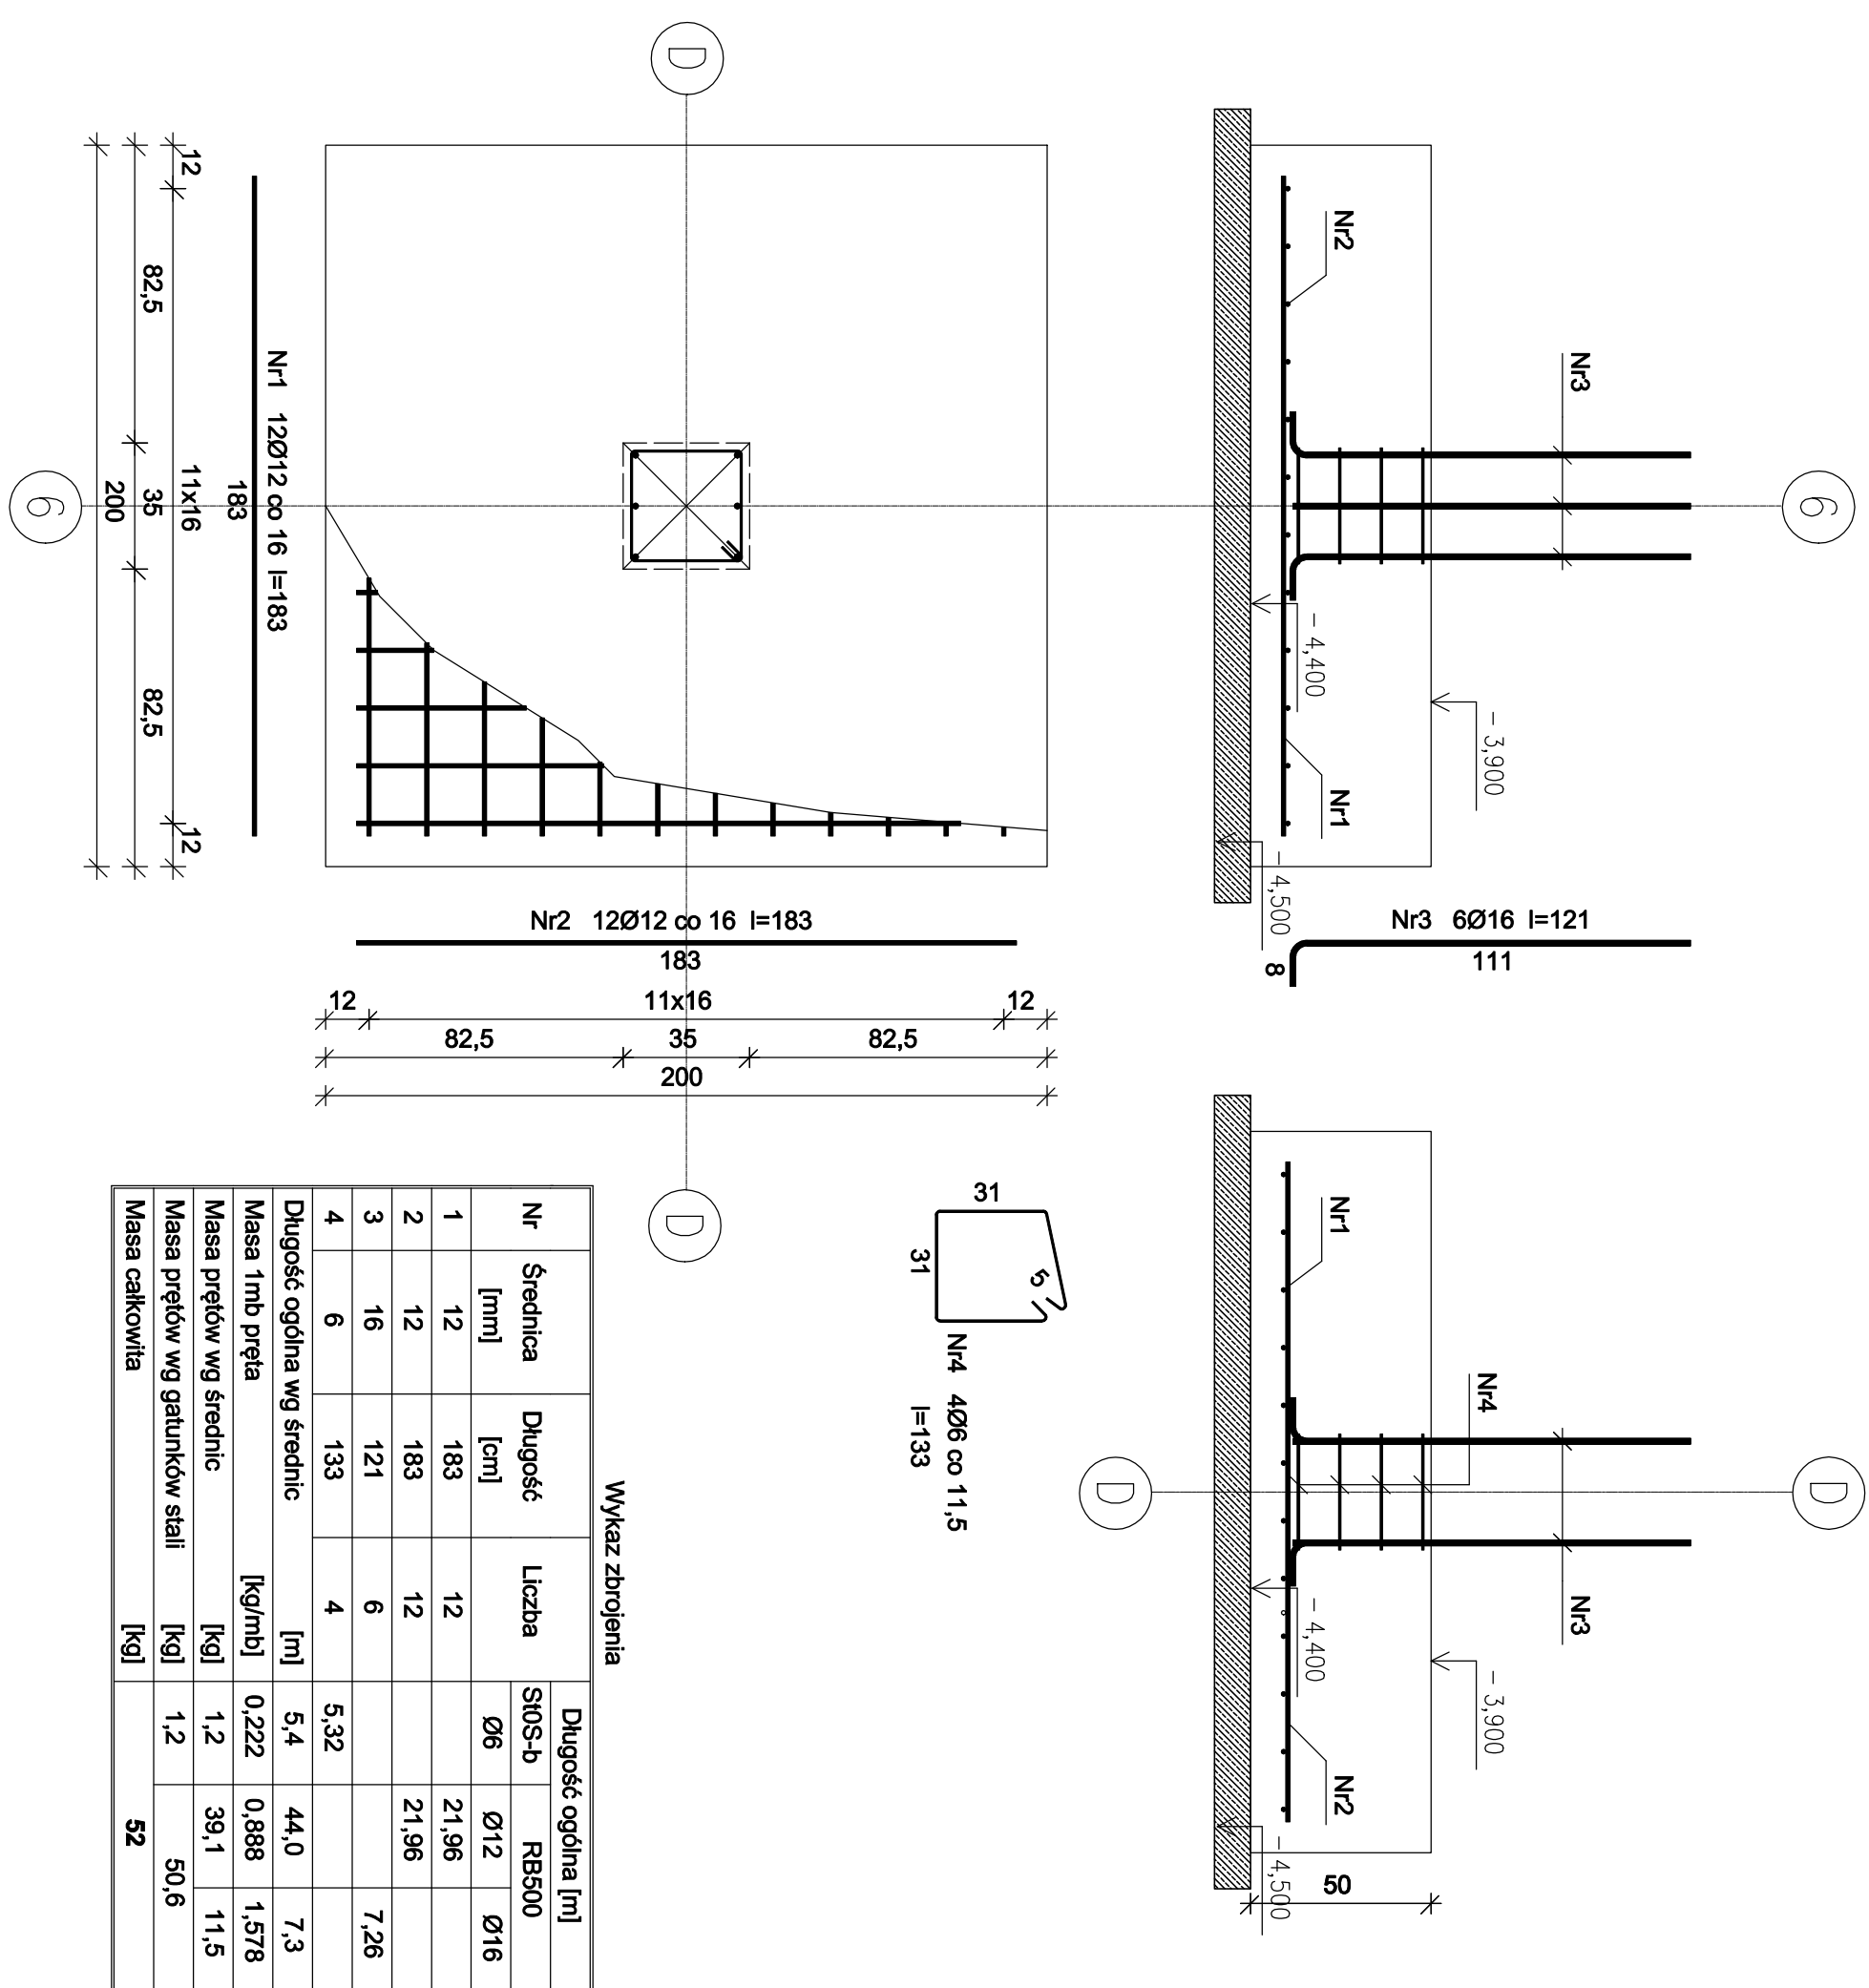 6
Nr3
Nr2
Nr1
- 3,900
- 4,400
- 4,500
Nr3 6Ø16 l=121
111
8
D
Nr4
Nr3
Nr1
Nr2
- 3,900
- 4,400
- 4,500
50
D
D
D
6
Nr1 12Ø12 co 16 l=183
183
12
11x16
12
82,5
35
82,5
200
Nr2 12Ø12 co 16 l=183
183
12
11x16
12
82,5
35
82,5
200
31
31
5
Nr4 4Ø6 co 11,5
l=133
Wykaz zbrojenia
Długość ogólna [m]
Nr Średnica Długość Liczba St0S-b RB500
[mm] [cm] Ø6 Ø12 Ø16
1 12 183 12 21,96
2 12 183 12 21,96
3 16 121 6 7,26
4 6 133 4 5,32
Długość ogólna wg średnic [m] 5,4 44,0 7,3
Masa 1mb pręta [kg/mb] 0,222 0,888 1,578
Masa prętów wg średnic [kg] 1,2 39,1 11,5
Masa prętów wg gatunków stali [kg] 1,2 50,6
Masa całkowita [kg] 52